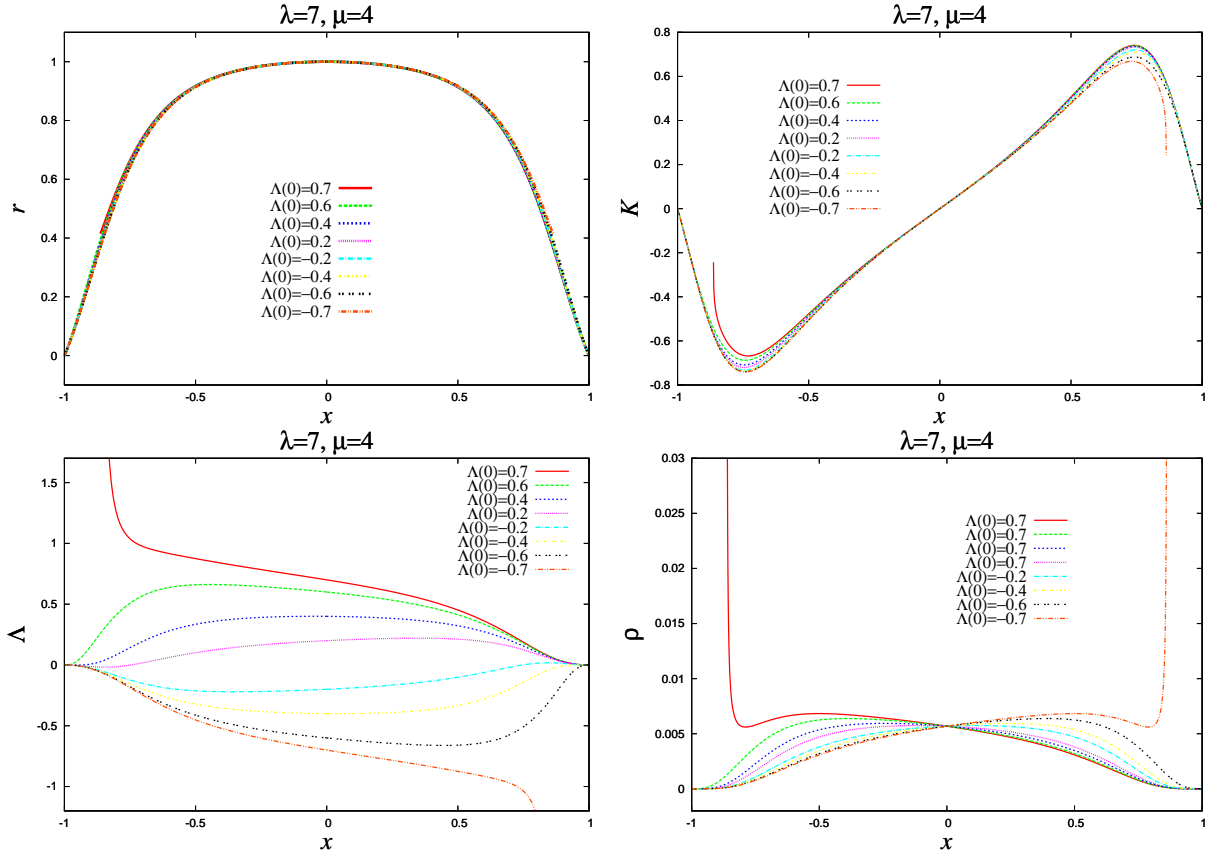 λ=7, μ=4
r
1
0.8
0.6
0.4
0.2
0
-1
-0.5
0
0.5
1
x
Λ(0)=0.7
Λ(0)=0.6
Λ(0)=0.4
Λ(0)=0.2
Λ(0)=−0.2
Λ(0)=−0.4
Λ(0)=−0.6
Λ(0)=−0.7
λ=7, μ=4
K
0.8
0.6
0.4
0.2
0
-0.2
-0.4
-0.6
-0.8
-1
-0.5
0
0.5
1
x
Λ(0)=0.7
Λ(0)=0.6
Λ(0)=0.4
Λ(0)=0.2
Λ(0)=−0.2
Λ(0)=−0.4
Λ(0)=−0.6
Λ(0)=−0.7
λ=7, μ=4
Λ
1.5
1
0.5
0
-0.5
-1
-1
-0.5
0
0.5
1
x
Λ(0)=0.7
Λ(0)=0.6
Λ(0)=0.4
Λ(0)=0.2
Λ(0)=−0.2
Λ(0)=−0.4
Λ(0)=−0.6
Λ(0)=−0.7
λ=7, μ=4
ρ
0.03
0.025
0.02
0.015
0.01
0.005
0
-1
-0.5
0
0.5
1
x
Λ(0)=0.7
Λ(0)=0.7
Λ(0)=0.7
Λ(0)=0.7
Λ(0)=−0.2
Λ(0)=−0.4
Λ(0)=−0.6
Λ(0)=−0.7